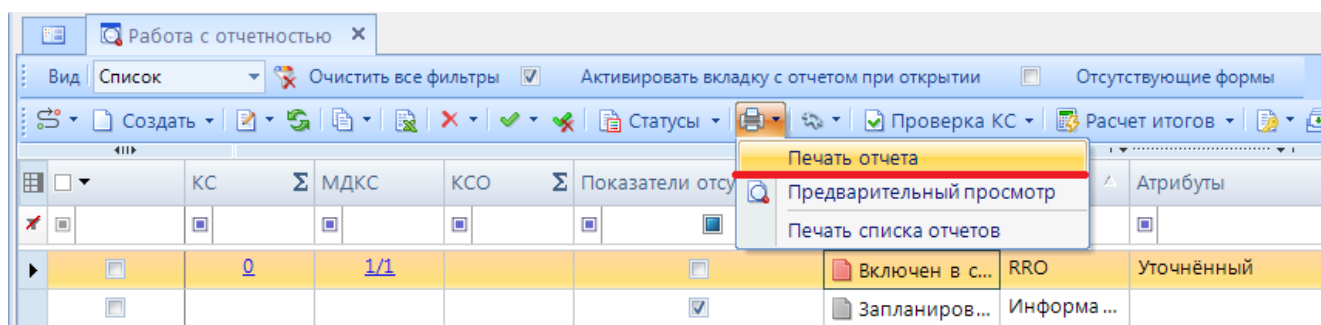 Работа с отчетностью
Вид Список Очистить все фильтры Активировать вкладку с отчетом при открытии Отсутствующие формы
Создать Статусы Проверка КС Расчет итогов
Печать отчета
КС Σ МДКС КСО Σ Показатели отсу Атрибуты
Предварительный просмотр
Печать списка отчетов
0 1/1 Включен в с... RRO Уточнённый
Запланиров... Информа ...